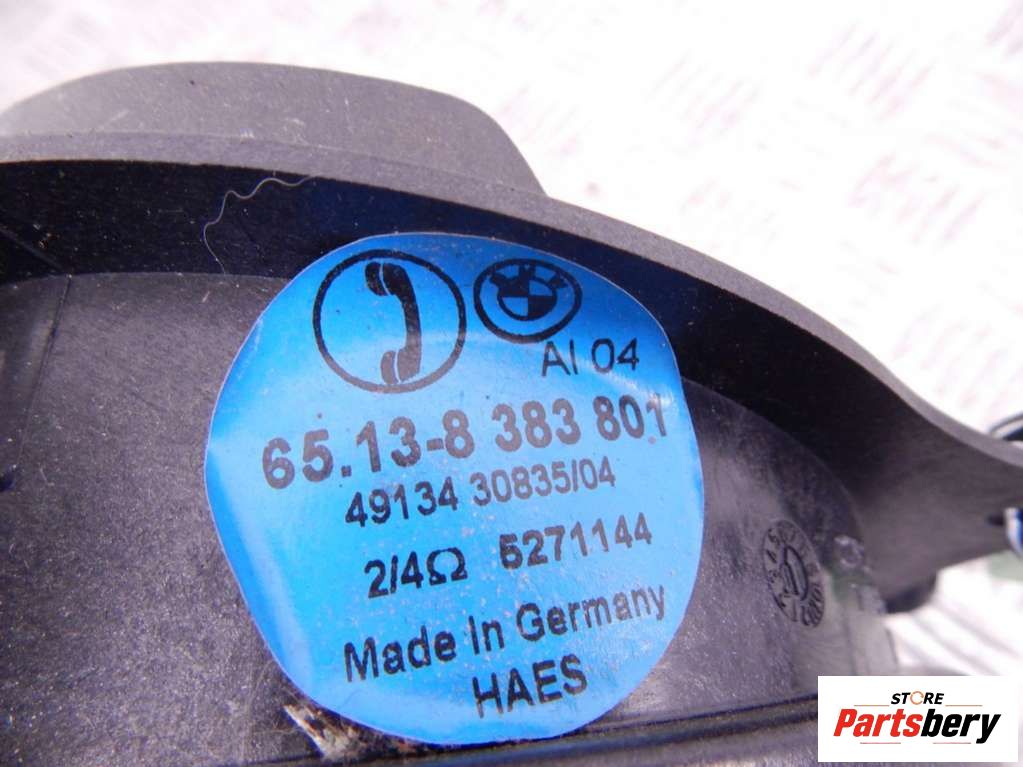 AI 04
65.13-8 383 801
49134 30835/04
2/4Ω 5271144
Made In Germany
HAES
STORE
Partsbery